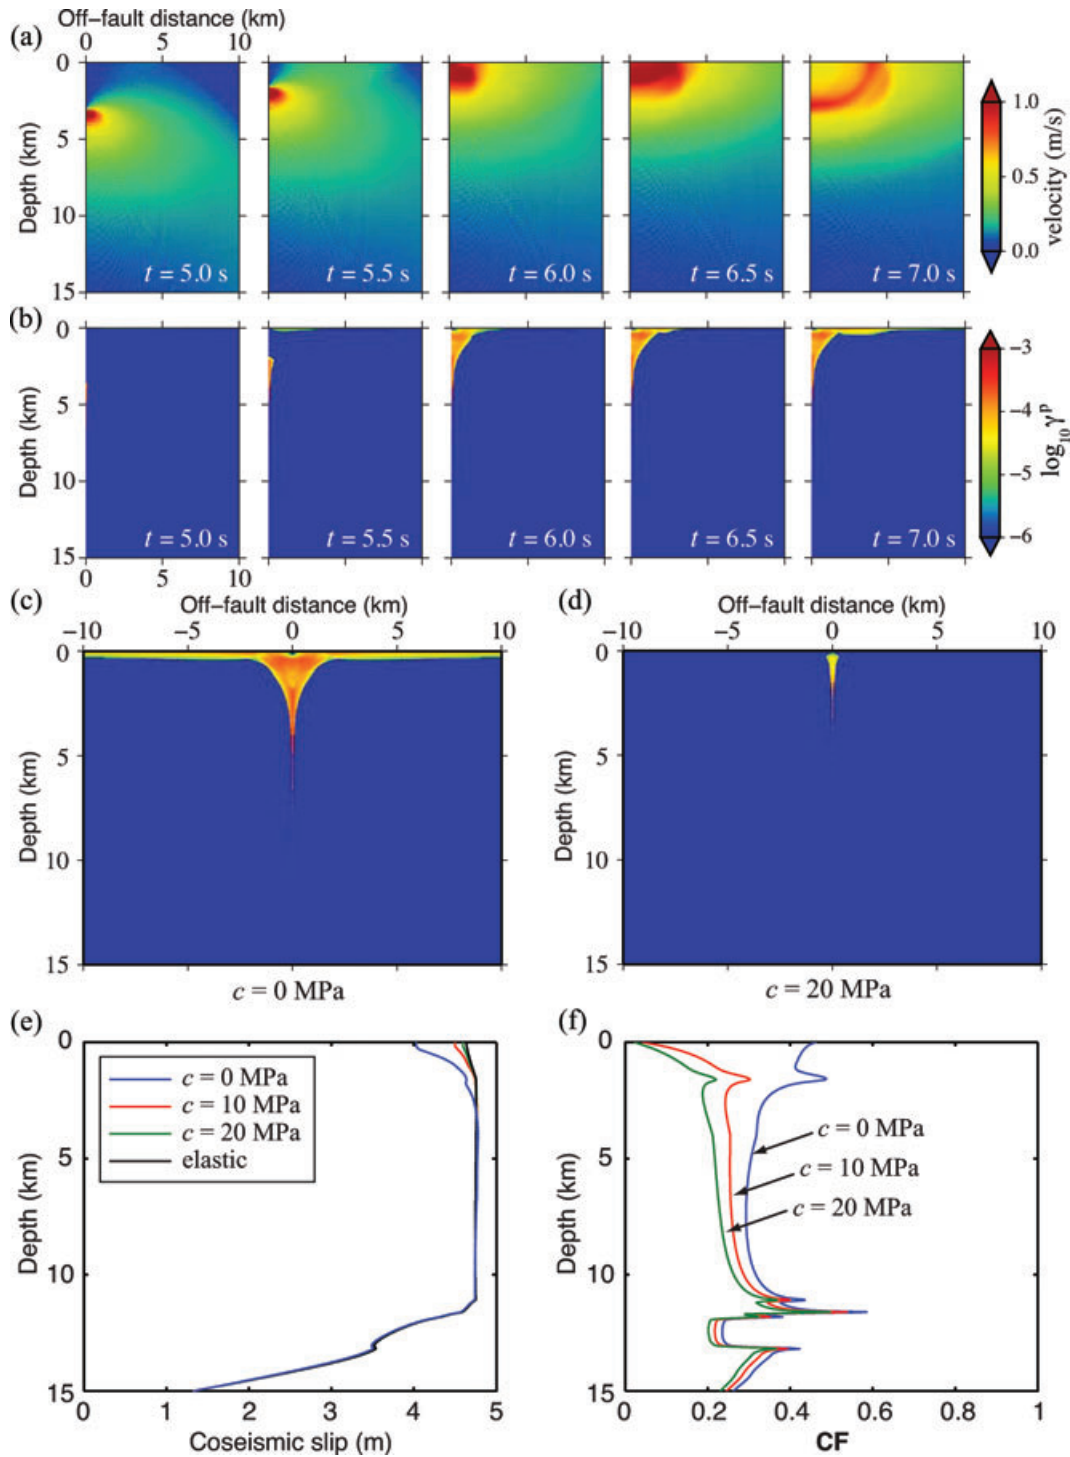 (a)
Off-fault distance (km)
0 5 10
0
5
10
15
Depth (km)
t = 5.0 s
t = 5.5 s
t = 6.0 s
t = 6.5 s
t = 7.0 s
1.0
0.5
0.0
velocity (m/s)
(b)
0
5
10
15
Depth (km)
t = 5.0 s
t = 5.5 s
t = 6.0 s
t = 6.5 s
t = 7.0 s
0 5 10
-3
-4
-5
-6
log10 γp
(c)
Off-fault distance (km)
-10 -5 0 5 10
0
5
10
15
Depth (km)
c = 0 MPa
(d)
Off-fault distance (km)
-10 -5 0 5 10
0
5
10
15
Depth (km)
c = 20 MPa
(e)
0
5
10
15
Depth (km)
c = 0 MPa
c = 10 MPa
c = 20 MPa
elastic
0 1 2 3 4 5
Coseismic slip (m)
(f)
0
5
10
15
Depth (km)
c = 0 MPa
c = 10 MPa
c = 20 MPa
0 0.2 0.4 0.6 0.8 1
CF